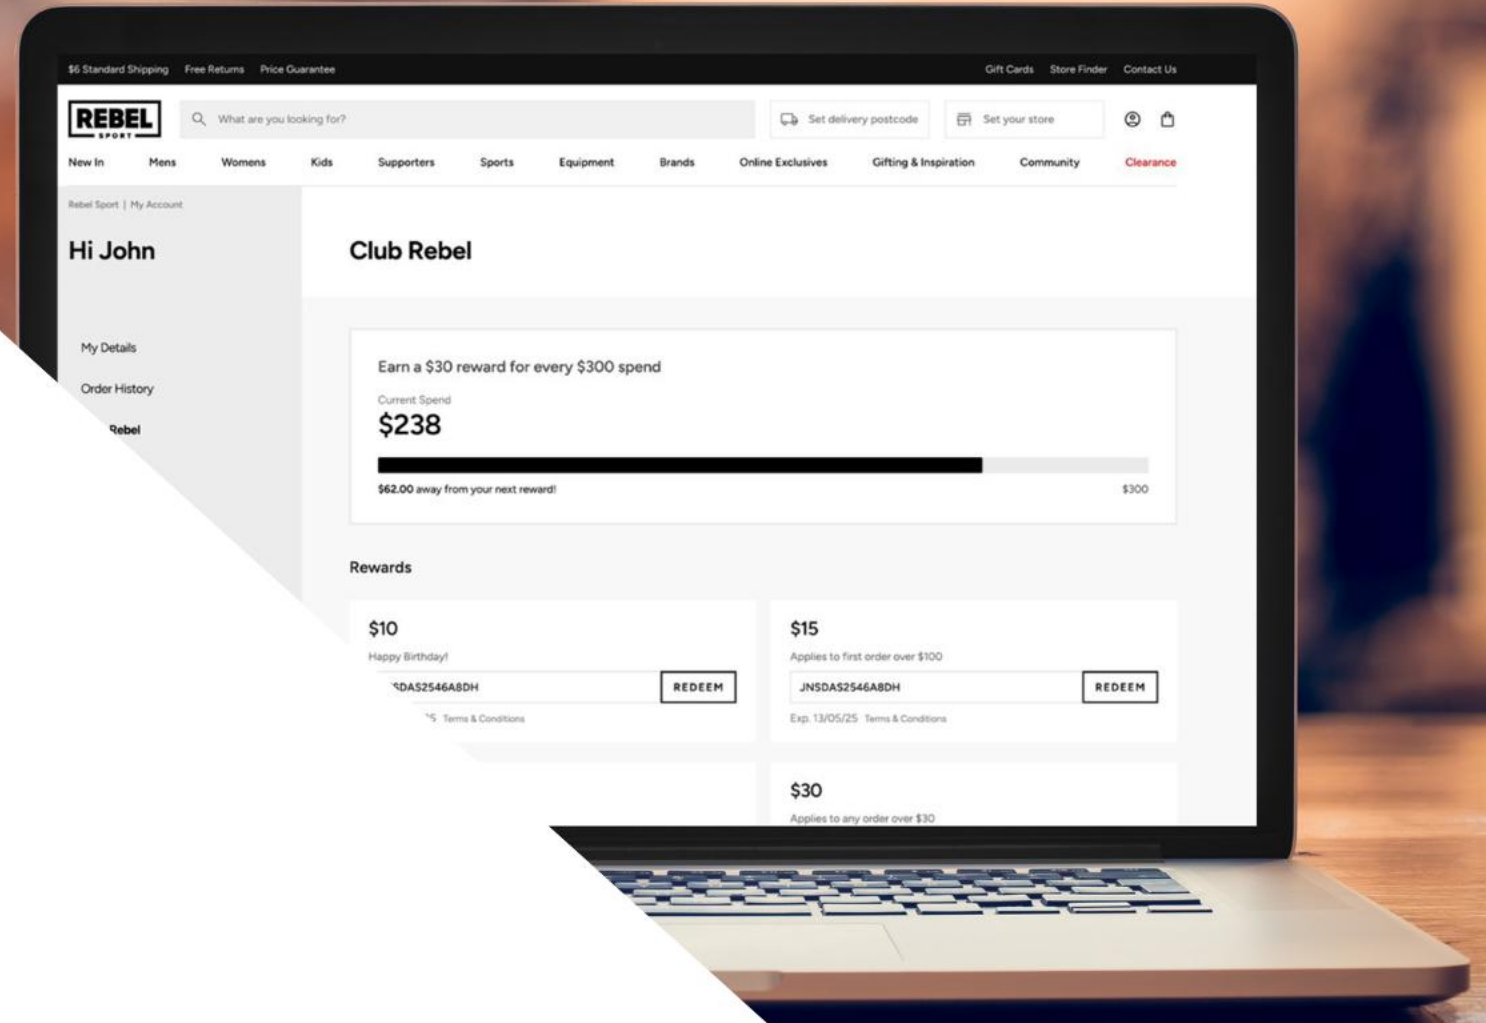 $6 Standard Shipping Free Returns Price Guarantee Gift Cards Store Finder Contact Us
REBEL
SPORT
What are you looking for? Set delivery postcode Set your store
New In Mens Womens Kids Supporters Sports Equipment Brands Online Exclusives Gifting & Inspiration Community Clearance
Rebel Sport | My Account
Hi John
My Details
Order History
Rebel
Club Rebel
Earn a $30 reward for every $300 spend
Current Spend
$238
$62.00 away from your next reward!
$300
Rewards
$10
Happy Birthday!
SDAS2546A8DH REDEEM
Terms & Conditions
$15
Applies to first order over $100
JNSDAS2546A8DH REDEEM
Exp. 13/05/25 Terms & Conditions
$30
Applies to any order over $30